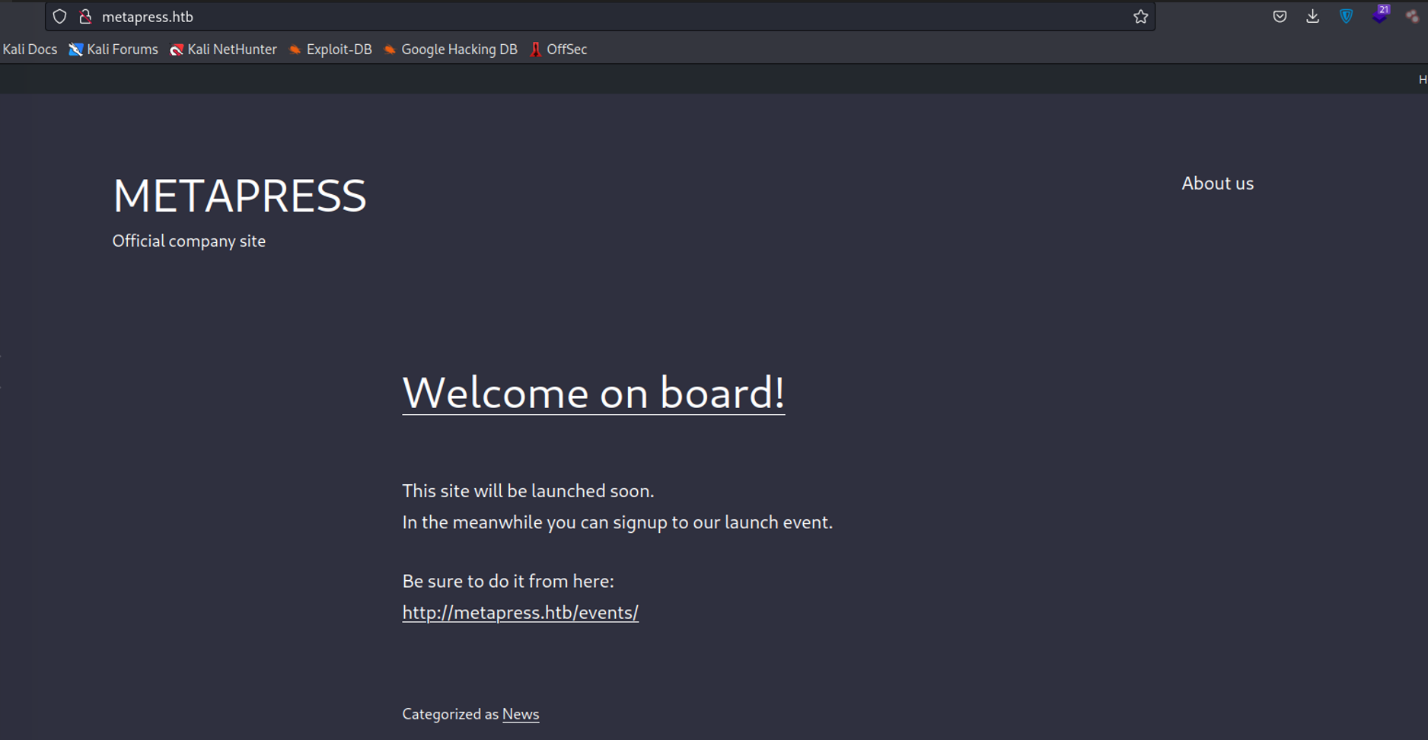 metapress.htb
21
Kali Docs Kali Forums Kali NetHunter Exploit-DB Google Hacking DB OffSec
H
METAPRESS
About us
Official company site
Welcome on board!
This site will be launched soon.
In the meanwhile you can signup to our launch event.
Be sure to do it from here:
http://metapress.htb/events/
Categorized as News